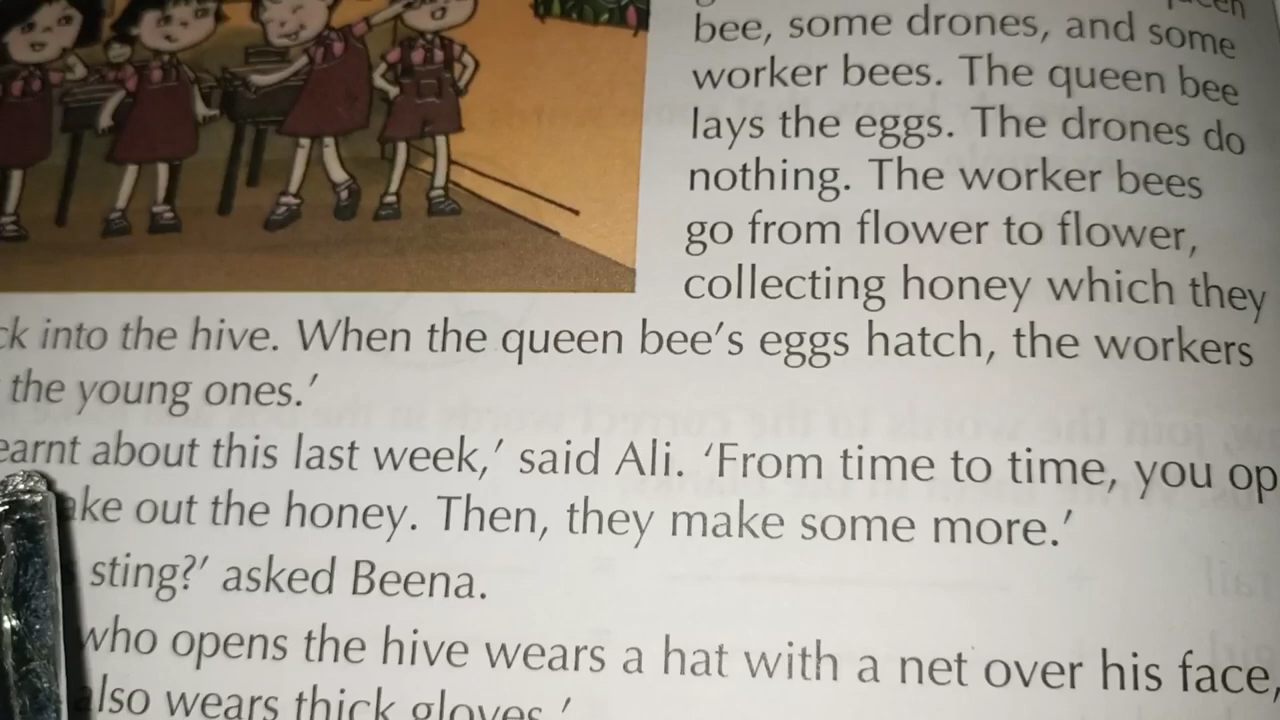 bee, some drones, and some
worker bees. The queen bee
lays the eggs. The drones do
nothing. The worker bees
go from flower to flower,
collecting honey which they
ck into the hive. When the queen bee's eggs hatch, the workers
the young ones.'
earnt about this last week,' said Ali. 'From time to time, you op
ake out the honey. Then, they make some more.'
sting?' asked Beena.
who opens the hive wears a hat with a net over his face,
also wears thick gloves.'